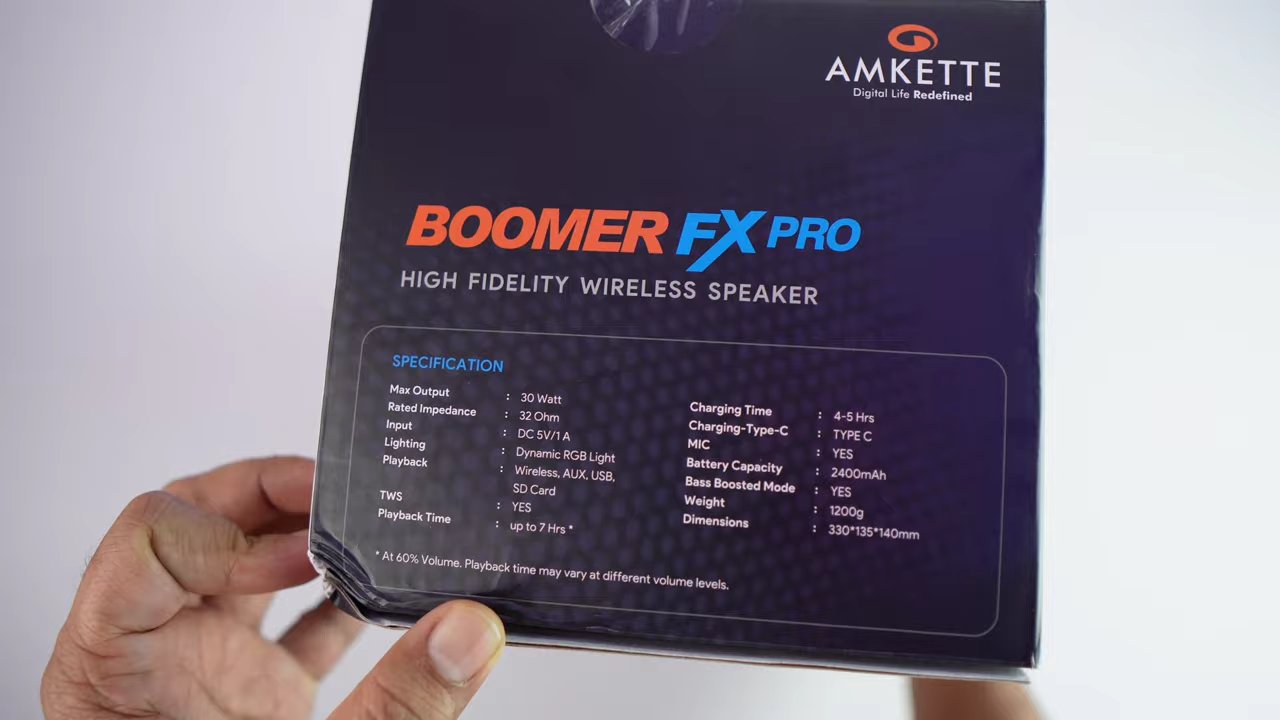 AMKETTE
Digital Life Redefined
BOOMER FX PRO
HIGH FIDELITY WIRELESS SPEAKER
SPECIFICATION
Max Output : 30 Watt
Rated Impedance : 32 Ohm
Input : DC 5V/1 A
Lighting : Dynamic RGB Light
Playback : Wireless, AUX, USB,
SD Card
TWS : YES
Playback Time : up to 7 Hrs *
Charging Time : 4-5 Hrs
Charging-Type-C : TYPE C
MIC : YES
Battery Capacity : 2400mAh
Bass Boosted Mode : YES
Weight : 1200g
Dimensions : 330*135*140mm
* At 60% Volume. Playback time may vary at different volume levels.